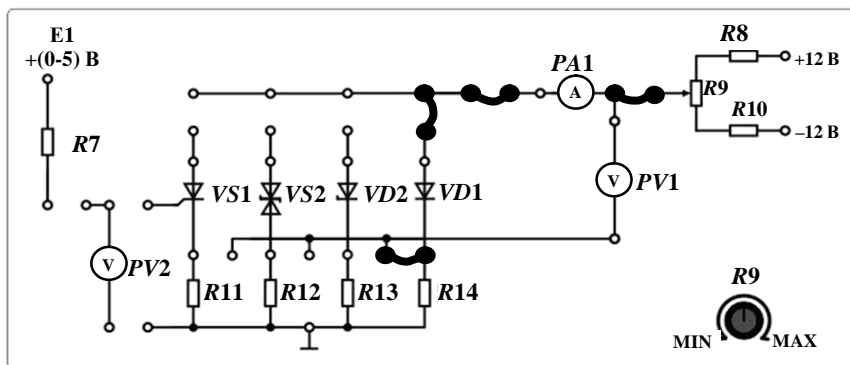 E1
+(0-5) В
R7
PV2
V
VS1
VS2
VD2
VD1
R11
R12
R13
R14
PA1
A
V
PV1
R8
+12 В
R9
R10
–12 В
R9
MIN
MAX